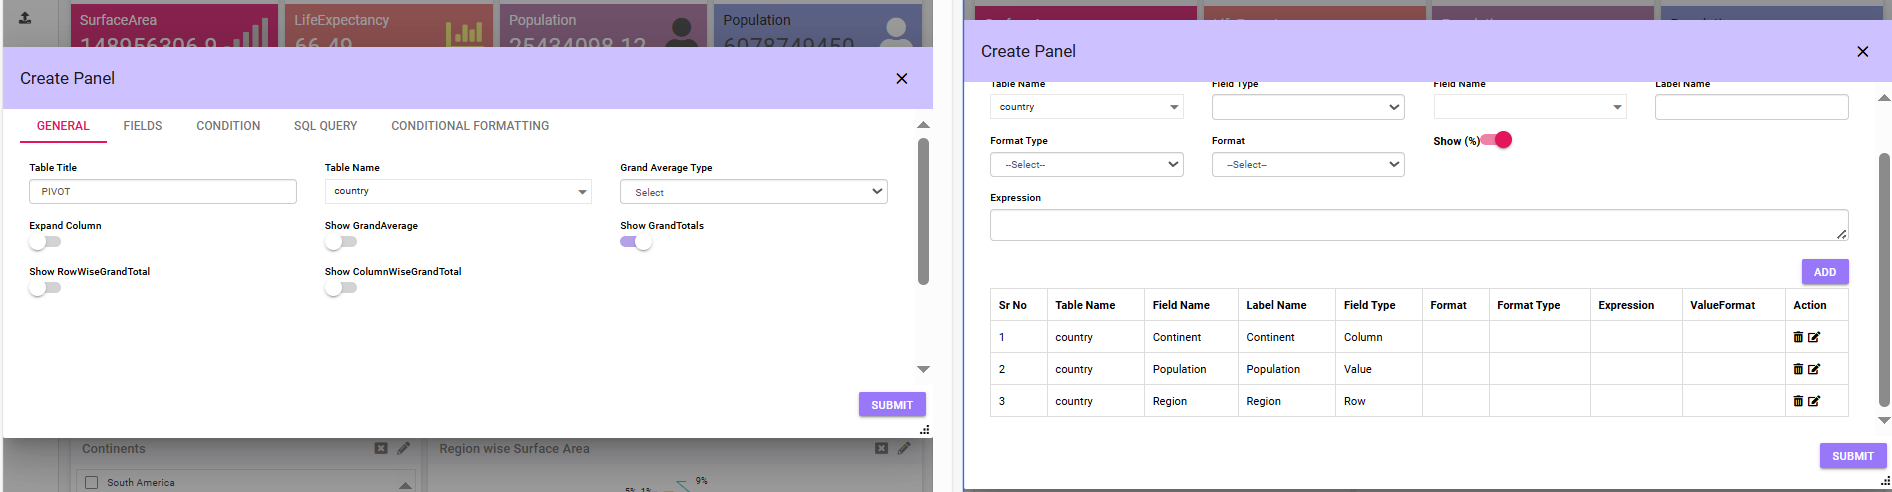 SurfaceArea
148956306.9
LifeExpectancy
66.49
Population
25434098.12
Population
6078749450
Create Panel
GENERAL
FIELDS
CONDITION
SQL QUERY
CONDITIONAL FORMATTING
Table Title
Table Name
Grand Average Type
PIVOT
country
Select
Expand Column
Show GrandAverage
Show GrandTotals
Show RowWiseGrandTotal
Show ColumnWiseGrandTotal
SUBMIT
Continents
Region wise Surface Area
South America
5%
1%
9%
Create Panel
Table Name
Field Type
Field Name
Label Name
country
Format Type
Format
Show (%)
--Select--
--Select--
Expression
ADD
Sr No Table Name Field Name Label Name Field Type Format Format Type Expression ValueFormat Action
1 country Continent Continent Column
2 country Population Population Value
3 country Region Region Row
SUBMIT